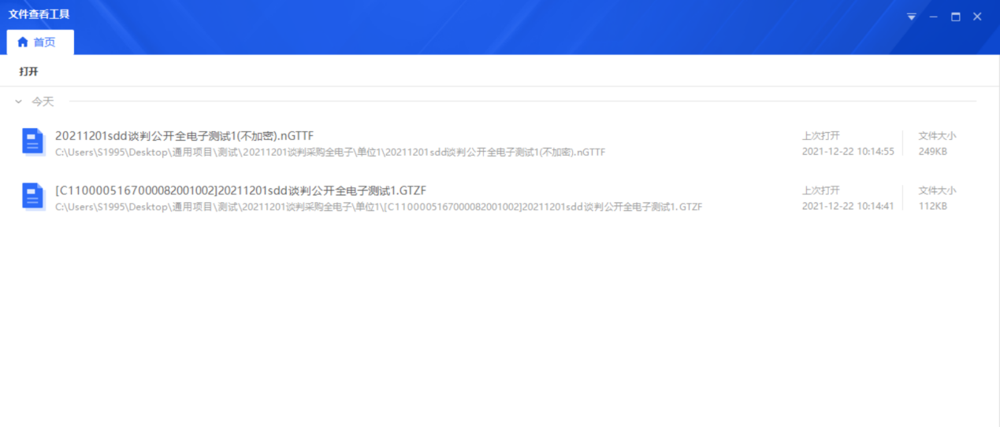 文件查看工具
首页
打开
今天
20211201sdd谈判公开全电子测试1(不加密).nGTTF
C:\Users\S1995\Desktop\通用项目\测试\20211201谈判采购全电子\单位1\20211201sdd谈判公开全电子测试1(不加密).nGTTF
上次打开
2021-12-22 10:14:55
文件大小
249KB
[C1100005167000082001002]20211201sdd谈判公开全电子测试1.GTZF
C:\Users\S1995\Desktop\通用项目\测试\20211201谈判采购全电子\单位1\[C1100005167000082001002]20211201sdd谈判公开全电子测试1.GTZF
上次打开
2021-12-22 10:14:41
文件大小
112KB